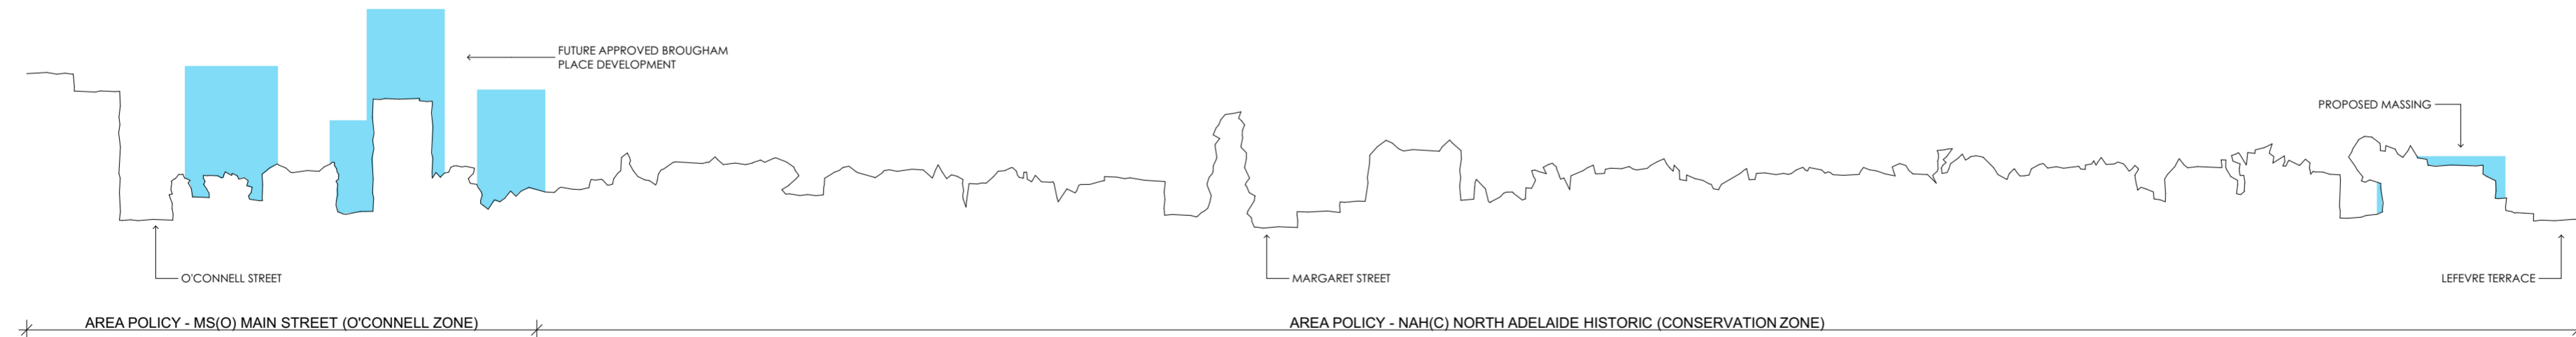 FUTURE APPROVED BROUGHAM
PLACE DEVELOPMENT
PROPOSED MASSING
O'CONNELL STREET
MARGARET STREET
LEFEVRE TERRACE
AREA POLICY - MS(O) MAIN STREET (O'CONNELL ZONE)
AREA POLICY - NAH(C) NORTH ADELAIDE HISTORIC (CONSERVATION ZONE)